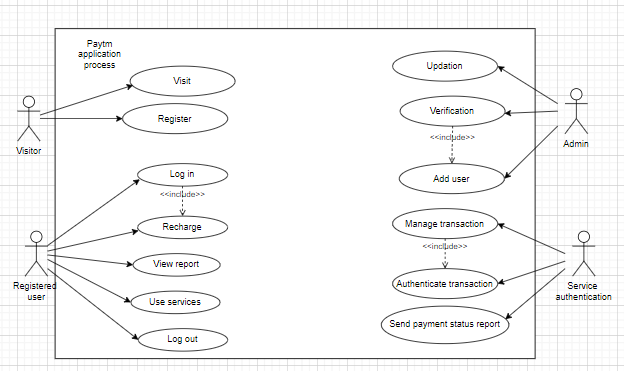 Paytm
application
process
Visit
Register
Visitor
Log in
<<include>>
Recharge
View report
Use services
Log out
Registered
user
Updation
Verification
<<include>>
Add user
Admin
Manage transaction
<<include>>
Authenticate transaction
Send payment status report
Service
authentication